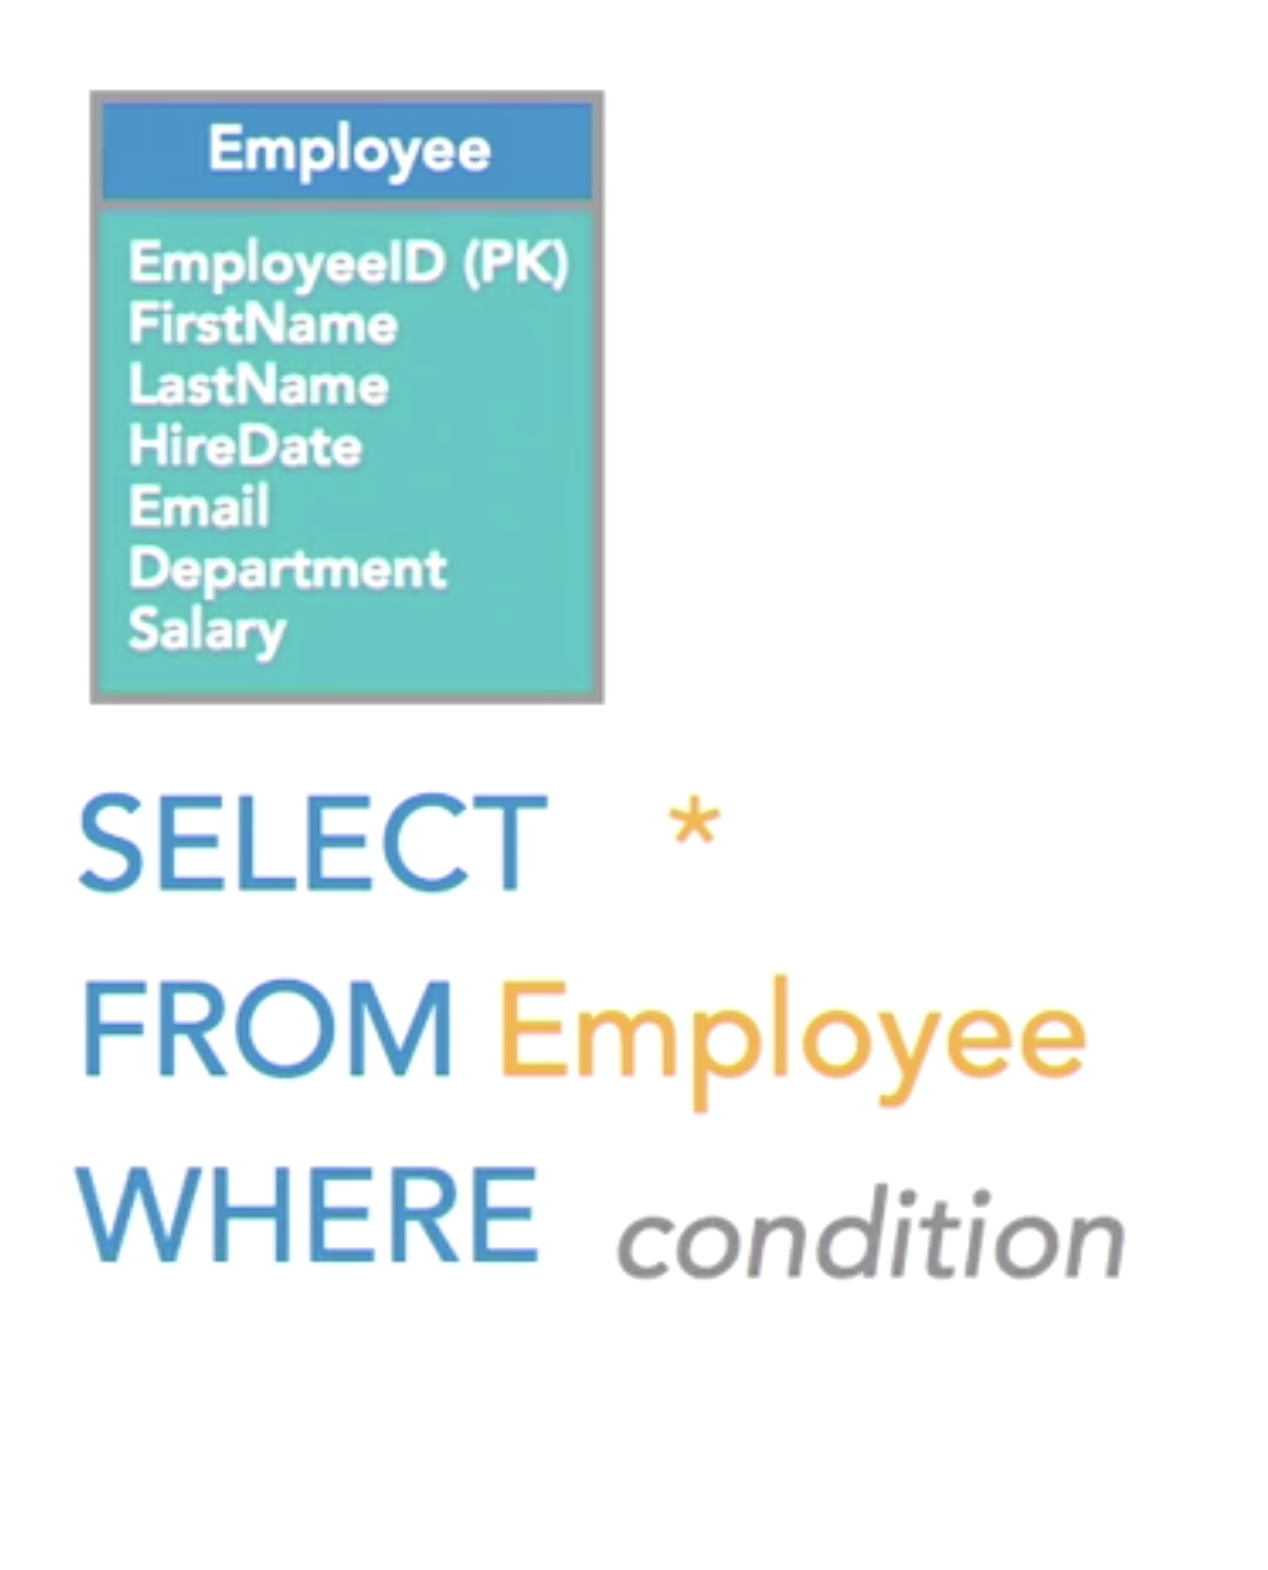 Employee
EmployeeID (PK)
FirstName
LastName
HireDate
Email
Department
Salary
SELECT *
FROM Employee
WHERE condition